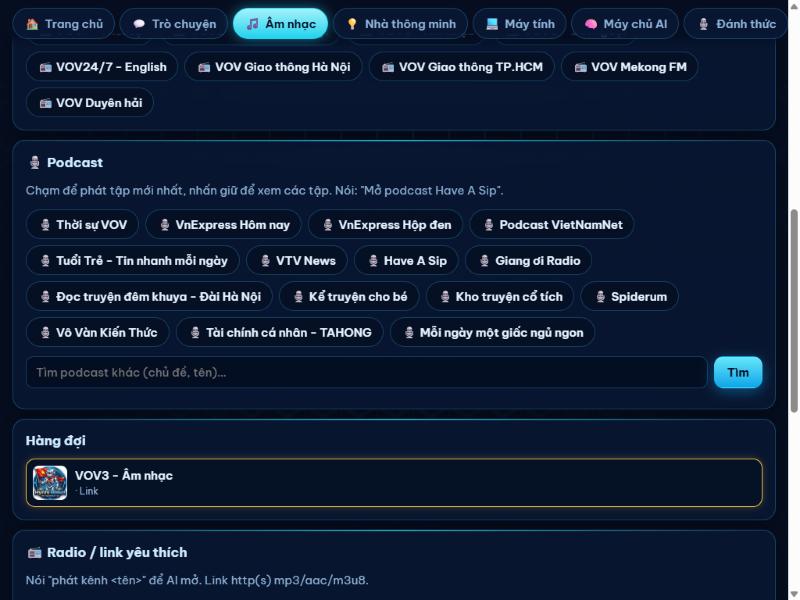 Trang chủ
Trò chuyện
Âm nhạc
Nhà thông minh
Máy tính
Máy chủ AI
Đánh thức
VOV24/7 - English
VOV Giao thông Hà Nội
VOV Giao thông TP.HCM
VOV Mekong FM
VOV Duyên hải
Podcast
Chạm để phát tập mới nhất, nhấn giữ để xem các tập. Nói: "Mở podcast Have A Sip".
Thời sự VOV
VnExpress Hôm nay
VnExpress Hộp đen
Podcast VietNamNet
Tuổi Trẻ - Tin nhanh mỗi ngày
VTV News
Have A Sip
Giang ơi Radio
Đọc truyện đêm khuya - Đài Hà Nội
Kể truyện cho bé
Kho truyện cổ tích
Spiderum
Vô Vàn Kiến Thức
Tài chính cá nhân - TAHONG
Mỗi ngày một giấc ngủ ngon
Tìm podcast khác (chủ đề, tên)...
Tìm
Hàng đợi
VOV3 - Âm nhạc
· Link
Radio / link yêu thích
Nói "phát kênh <tên>" để AI mở. Link http(s) mp3/aac/m3u8.